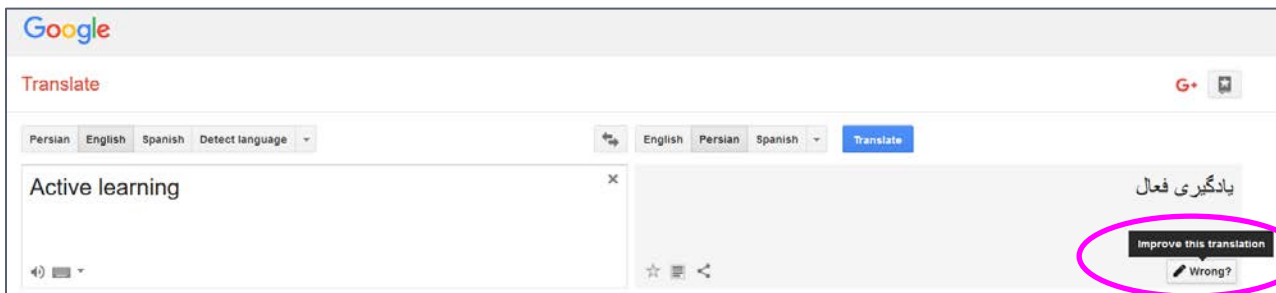 Google
Translate
G+
Persian English Spanish Detect language
English Persian Spanish Translate
Active learning
یادگیری فعال
Improve this translation
Wrong?